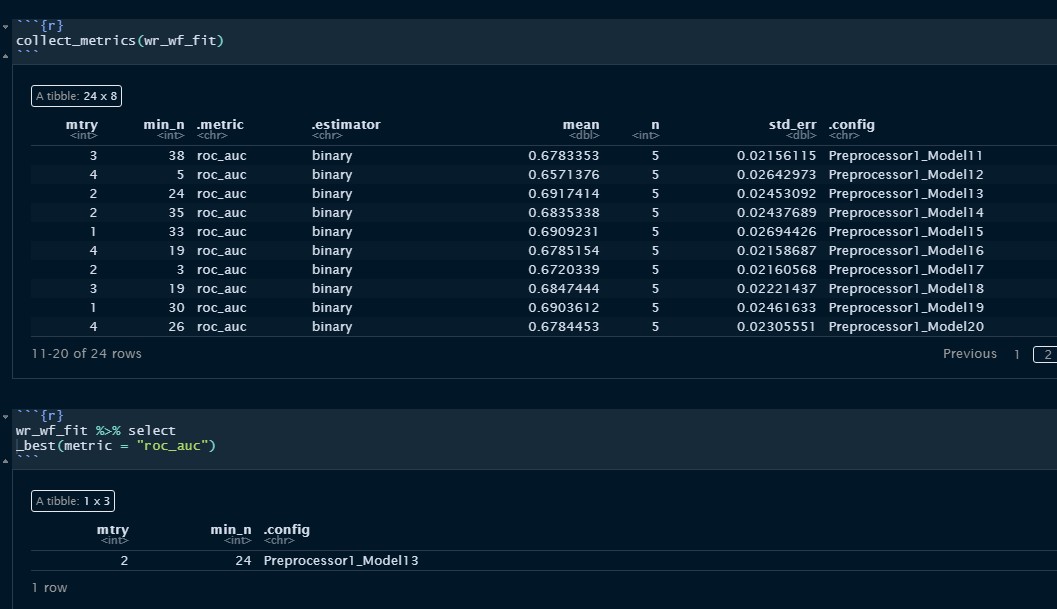 ```{r}
collect_metrics(wr_wf_fit)
```
A tibble: 24 x 8
mtry min_n .metric .estimator mean n std_err .config
<int> <int> <chr> <chr> <dbl> <int> <dbl> <chr>
3 38 roc_auc binary 0.6783353 5 0.02156115 Preprocessor1_Model11
4 5 roc_auc binary 0.6571376 5 0.02642973 Preprocessor1_Model12
2 24 roc_auc binary 0.6917414 5 0.02453092 Preprocessor1_Model13
2 35 roc_auc binary 0.6835338 5 0.02437689 Preprocessor1_Model14
1 33 roc_auc binary 0.6909231 5 0.02694426 Preprocessor1_Model15
4 19 roc_auc binary 0.6785154 5 0.02158687 Preprocessor1_Model16
2 3 roc_auc binary 0.6720339 5 0.02160568 Preprocessor1_Model17
3 19 roc_auc binary 0.6847444 5 0.02221437 Preprocessor1_Model18
1 30 roc_auc binary 0.6903612 5 0.02461633 Preprocessor1_Model19
4 26 roc_auc binary 0.6784453 5 0.02305551 Preprocessor1_Model20
11-20 of 24 rows Previous 1 2
```{r}
wr_wf_fit %>% select
_best(metric = "roc_auc")
```
A tibble: 1 x 3
mtry min_n .config
<int> <int> <chr>
2 24 Preprocessor1_Model13
1 row